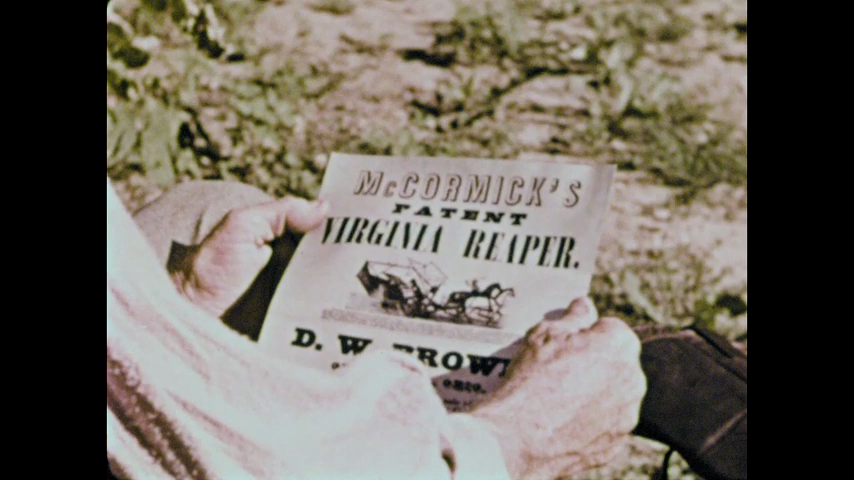 McCORMICK'S
PATENT
VIRGINIA REAPER.
D. W. BROWN